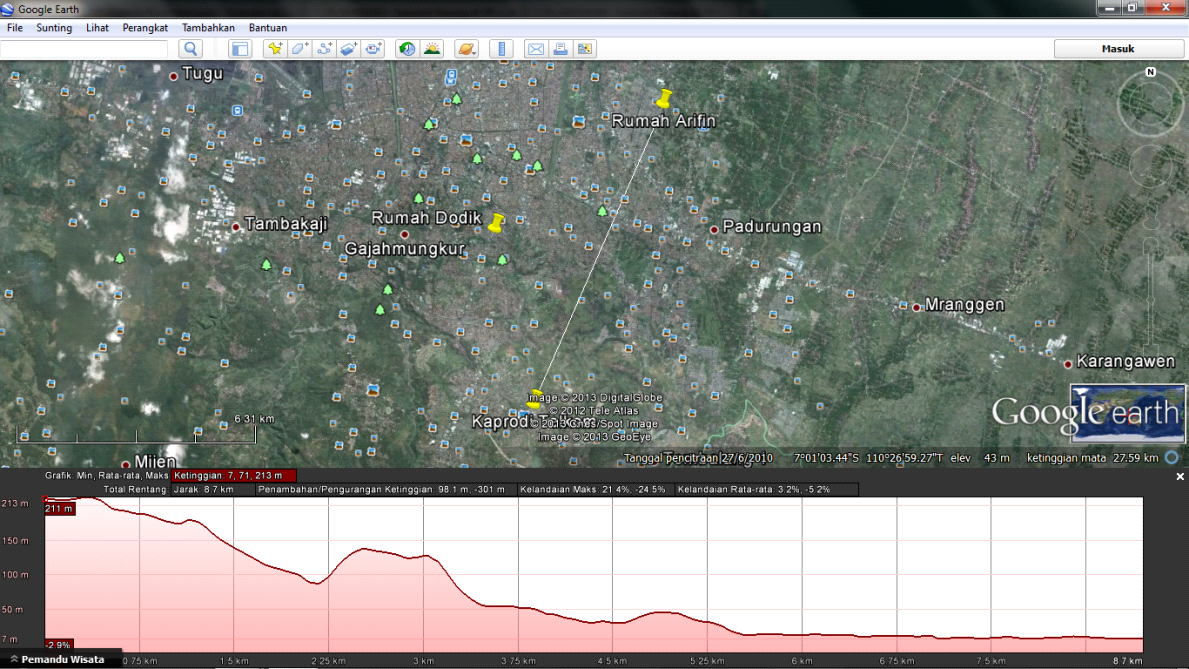 Google Earth
File Sunting Lihat Perangkat Tambahkan Bantuan
Masuk
Tugu
N
Rumah Arifin
Rumah Dodik
Tambakaji
Gajahmungkur
Padurungan
Mranggen
Karangawen
Image © 2013 DigitalGlobe
© 2012 Tele Atlas
Kaprodi
© 2013 Cnes/Spot Image
Image © 2013 GeoEye
Google earth
6.31 km
Mijen
Tanggal pencitraan 27/6/2010 7°01'03.44"S 110°26'59.27"T elev 43 m ketinggian mata 27.59 km
Grafik: Min, Rata-rata, Maks Ketinggian: 7, 71, 213 m
Total Rentang: Jarak: 8.7 km Penambahan/Pengurangan Ketinggian: 98.1 m, -301 m Kelandaian Maks: 21.4%, -24.5% Kelandaian Rata-rata: 3.2%, -5.2%
213 m
211 m
150 m
100 m
50 m
7 m
-2.9%
Pemandu Wisata
0.75 km 1.5 km 2.25 km 3 km 3.75 km 4.5 km 5.25 km 6 km 6.75 km 7.5 km 8.7 km